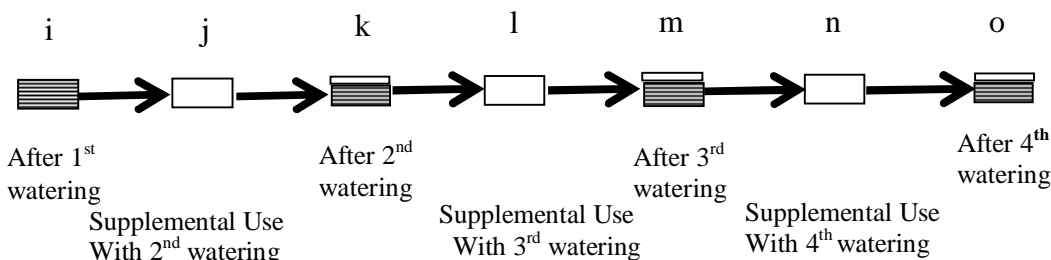 i j k l m n o
After 1st watering
After 2nd watering
After 3rd watering
After 4th watering
Supplemental Use
With 2nd watering
Supplemental Use
With 3rd watering
Supplemental Use
With 4th watering